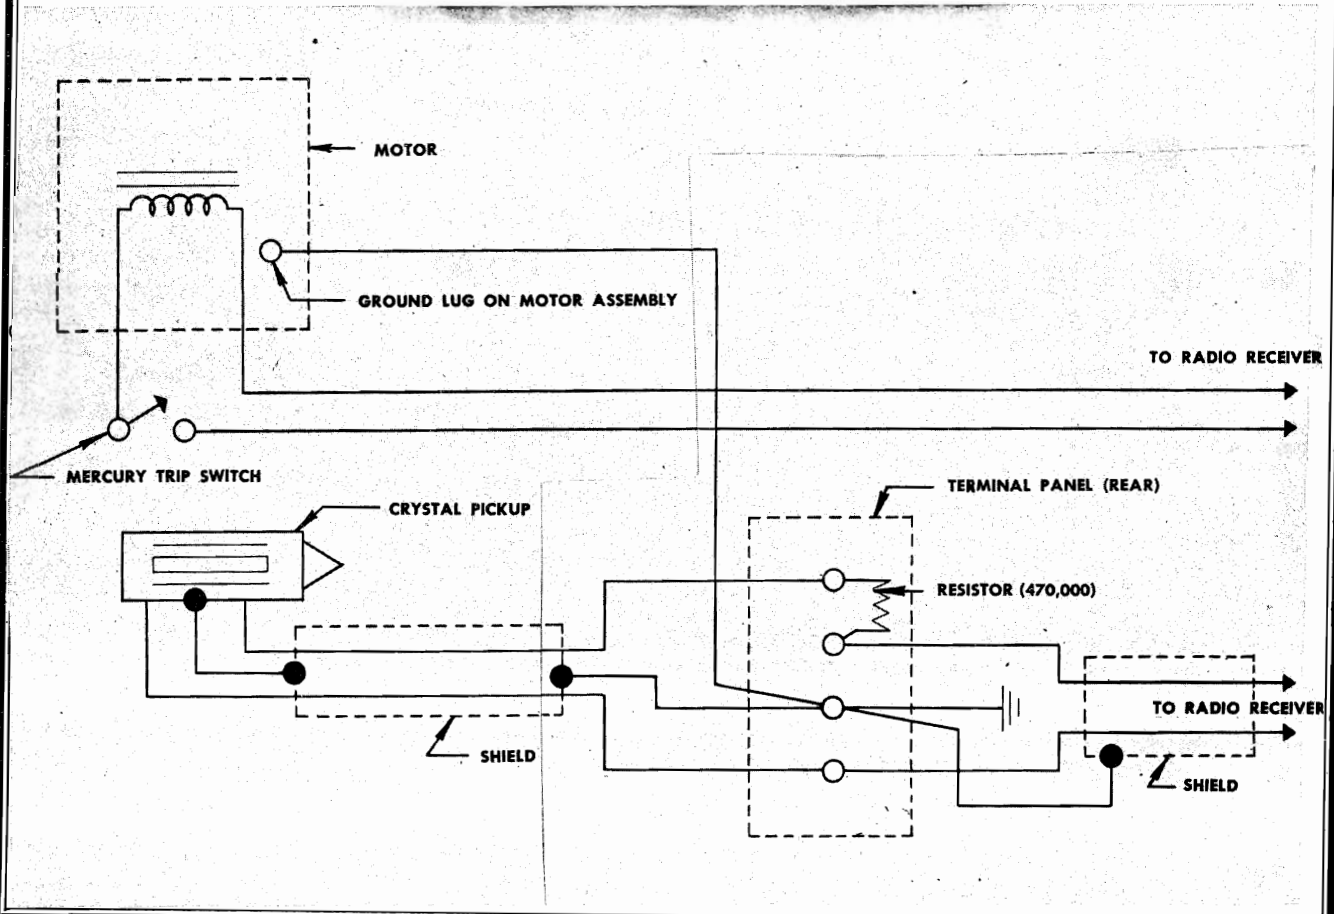 MOTOR
GROUND LUG ON MOTOR ASSEMBLY
TO RADIO RECEIVER
MERCURY TRIP SWITCH
TERMINAL PANEL (REAR)
CRYSTAL PICKUP
RESISTOR (470,000)
TO RADIO RECEIVER
SHIELD
SHIELD